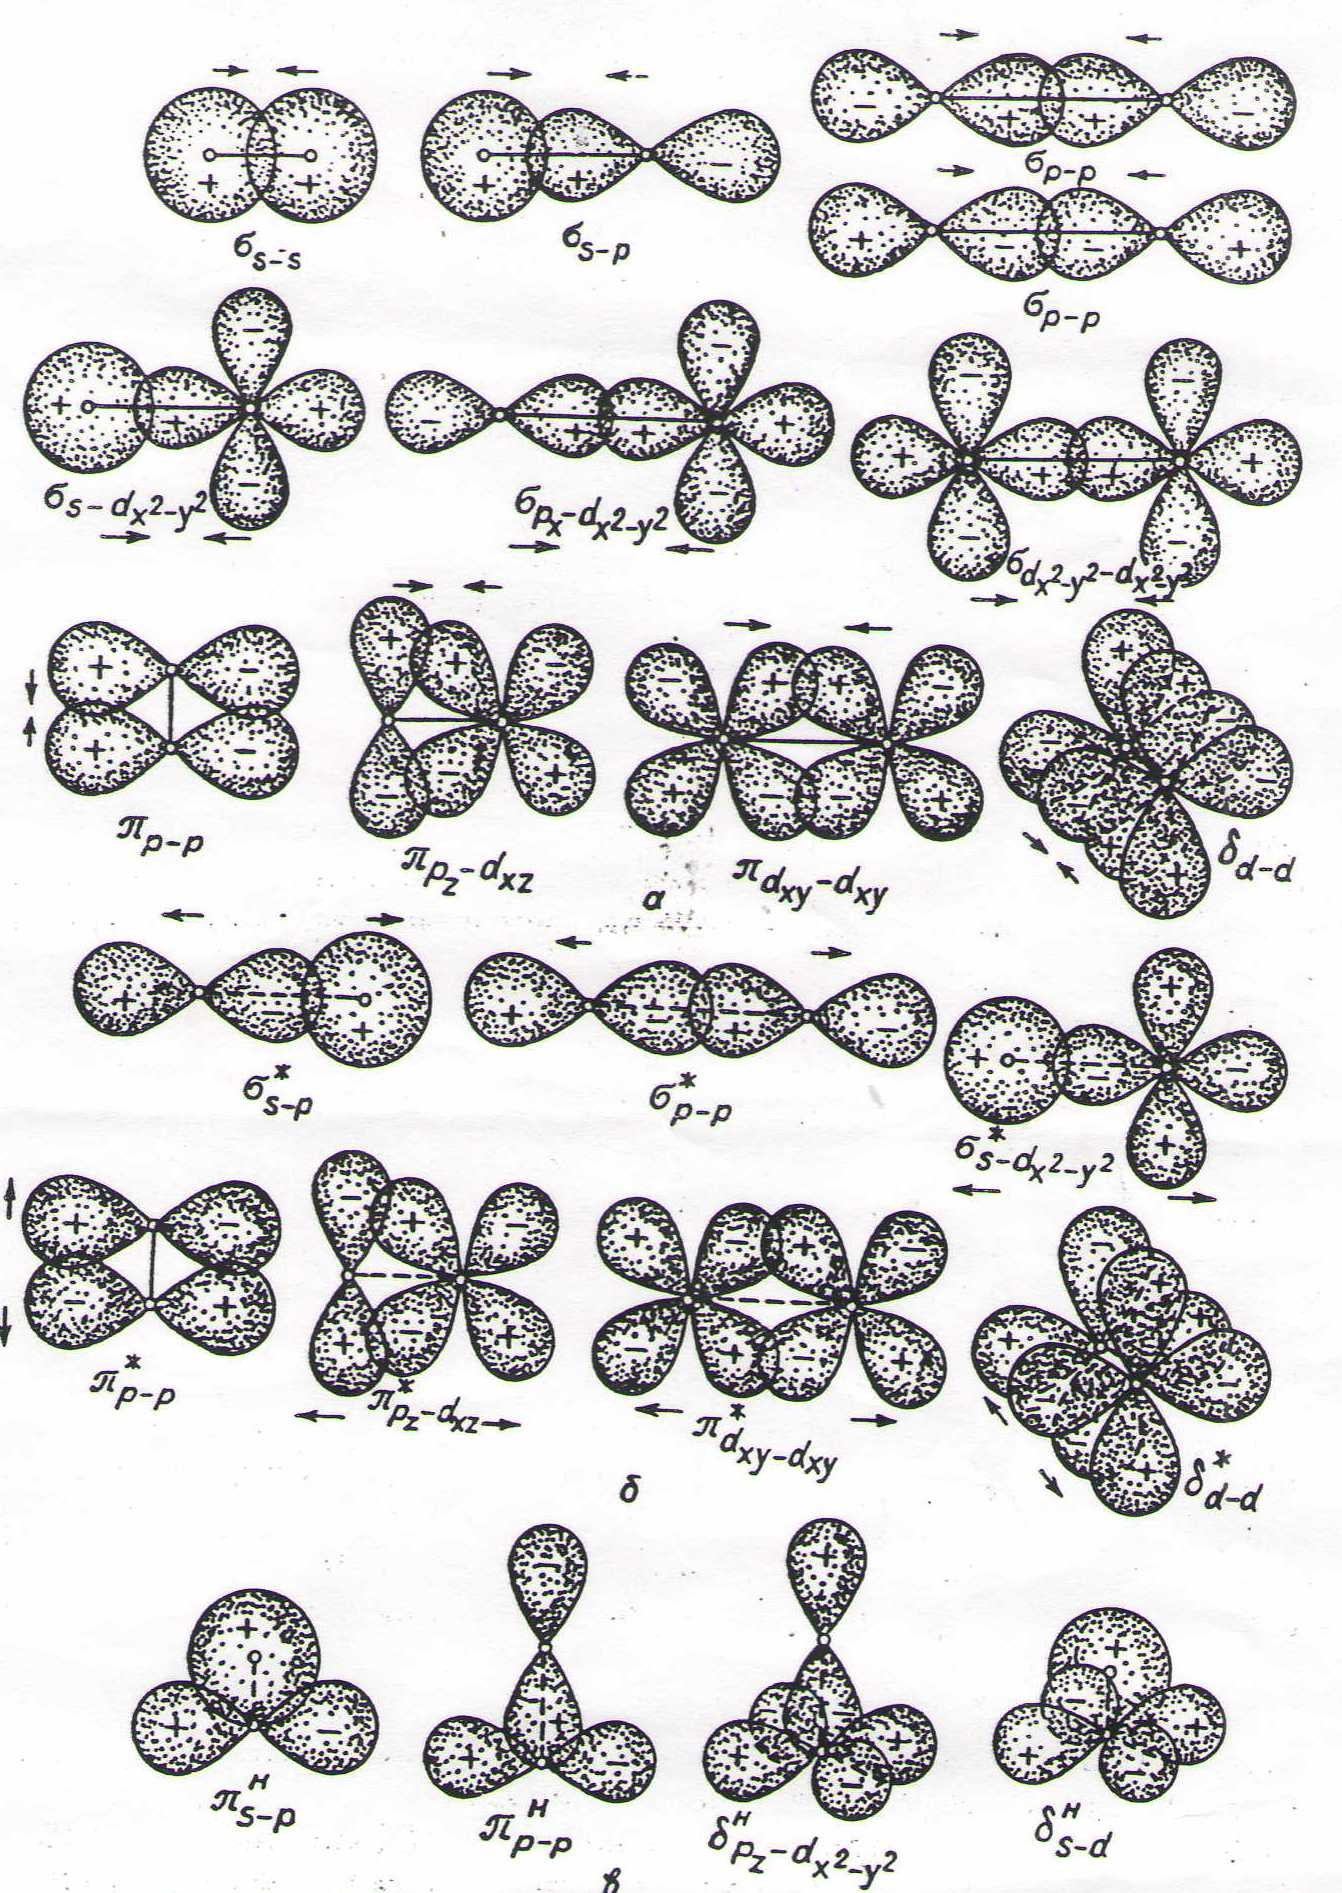 σs-s
σs-p
σp-p
σp-p
σs-dx²-y²
σpx-dx²-y²
σdx²-y²-dx²-y²
πp-p
πpz-dxz
πdxy-dxy
δd-d
а
σ*s-p
σ*p-p
σ*s-dx²-y²
π*p-p
π*pz-dxz
π*dxy-dxy
δ*d-d
б
πнs-p
πнp-p
δнpz-dx²-y²
δнs-d
в